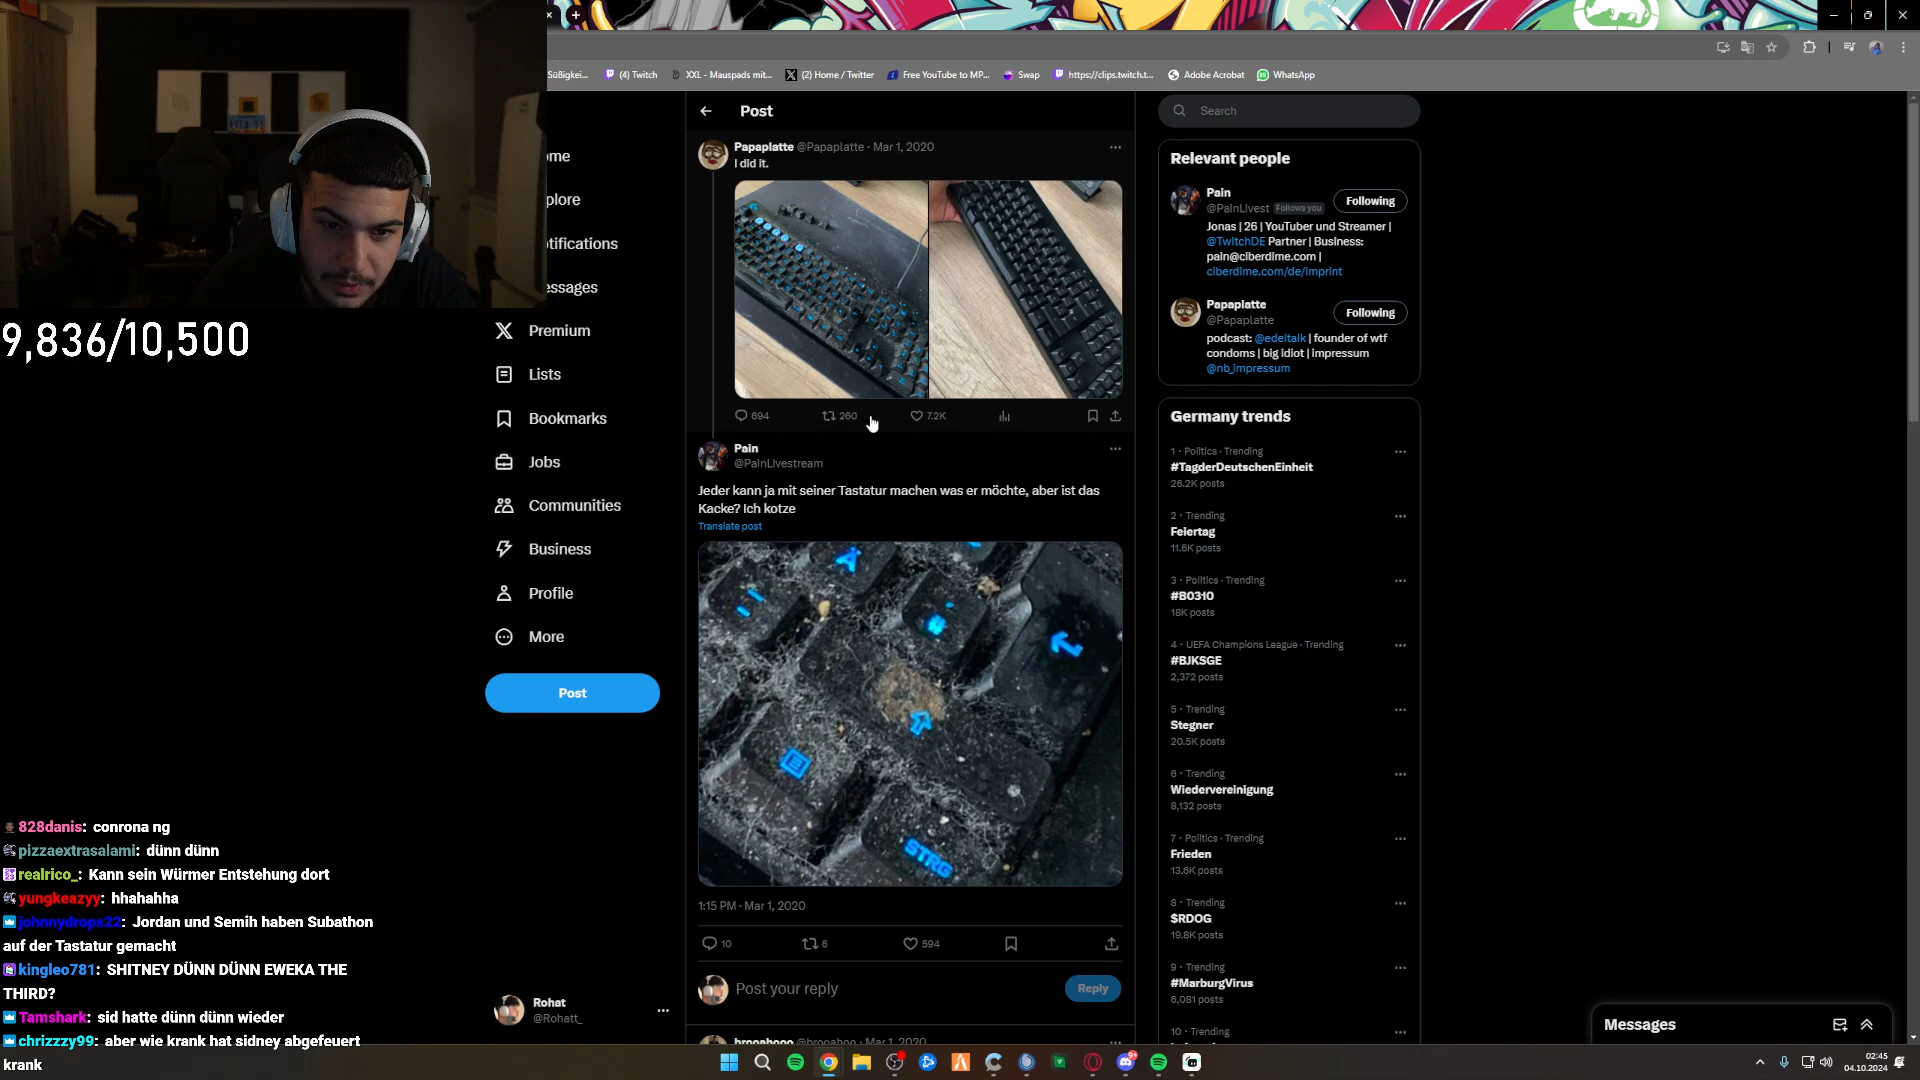 Süßigkei...
(4) Twitch
XXL - Mauspads mit...
(2) Home / Twitter
Free YouTube to MP...
Swap
https://clips.twitch.t...
Adobe Acrobat
WhatsApp
9,836/10,500
ome
plore
otifications
essages
Premium
Lists
Bookmarks
Jobs
Communities
Business
Profile
More
Post
Rohat
@Rohatt_
Post
Papaplatte @Papaplatte · Mar 1, 2020
I did it.
694
260
7.2K
Pain
@PainLivestream
Jeder kann ja mit seiner Tastatur machen was er möchte, aber ist das
Kacke? Ich kotze
Translate post
STRG
1:15 PM · Mar 1, 2020
10
6
594
Post your reply
Reply
brooahooo @brooahoo · Mar 1, 2020
Search
Relevant people
Pain
@PainLivest Follows you
Following
Jonas | 26 | YouTuber und Streamer |
@TwitchDE Partner | Business:
pain@ciberdime.com |
ciberdime.com/de/imprint
Papaplatte
@Papaplatte
Following
podcast: @edeltalk | founder of wtf
condoms | big idiot | impressum
@nb_impressum
Germany trends
1 · Politics · Trending
#TagderDeutschenEinheit
26.2K posts
2 · Trending
Feiertag
11.6K posts
3 · Politics · Trending
#B0310
18K posts
4 · UEFA Champions League · Trending
#BJKSGE
2,372 posts
5 · Trending
Stegner
20.5K posts
6 · Trending
Wiedervereinigung
8,132 posts
7 · Politics · Trending
Frieden
13.6K posts
8 · Trending
$RDOG
19.8K posts
9 · Trending
#MarburgVirus
6,081 posts
10 · Trending
Messages
828danis: conrona ng
pizzaextrasalami: dünn dünn
realrico_: Kann sein Würmer Entstehung dort
yungkeazyy: hhahahha
johnnydrops22: Jordan und Semih haben Subathon
auf der Tastatur gemacht
kingleo781: SHITNEY DÜNN DÜNN EWEKA THE
THIRD?
Tamshark: sid hatte dünn dünn wieder
chrizzzy99: aber wie krank hat sidney abgefeuert
krank
02:45
04.10.2024